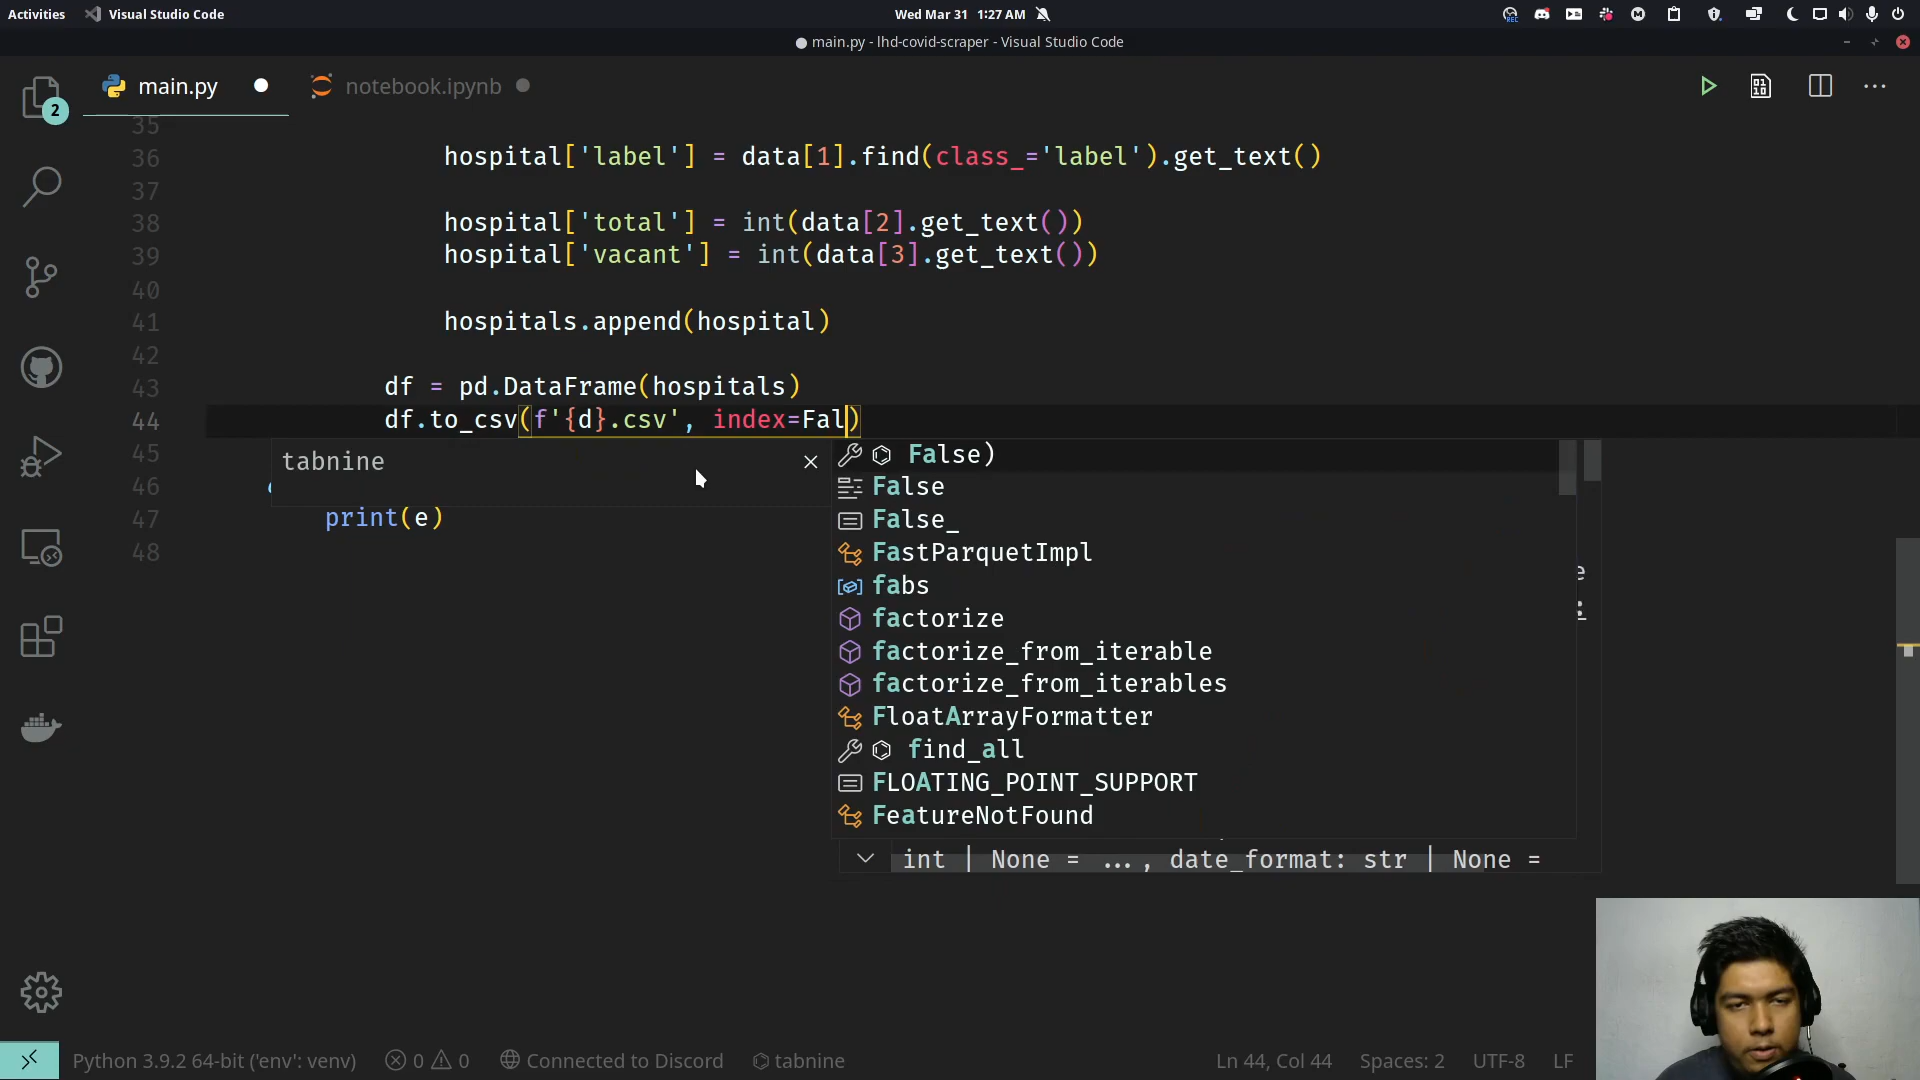 Activities Visual Studio Code Wed Mar 31 1:27 AM
main.py - lhd-covid-scraper - Visual Studio Code
2 main.py notebook.ipynb
35
36 hospital['label'] = data[1].find(class_='label').get_text()
37
38 hospital['total'] = int(data[2].get_text())
39 hospital['vacant'] = int(data[3].get_text())
40
41 hospitals.append(hospital)
42
43 df = pd.DataFrame(hospitals)
44 df.to_csv(f'{d}.csv', index=Fal)
45 tabnine False)
46 False
47 print(e) False_
48 FastParquetImpl
fabs
factorize
factorize_from_iterable
factorize_from_iterables
FloatArrayFormatter
find_all
FLOATING_POINT_SUPPORT
FeatureNotFound
int | None = ..., date_format: str | None =
Python 3.9.2 64-bit ('env': venv) 0 0 Connected to Discord tabnine Ln 44, Col 44 Spaces: 2 UTF-8 LF